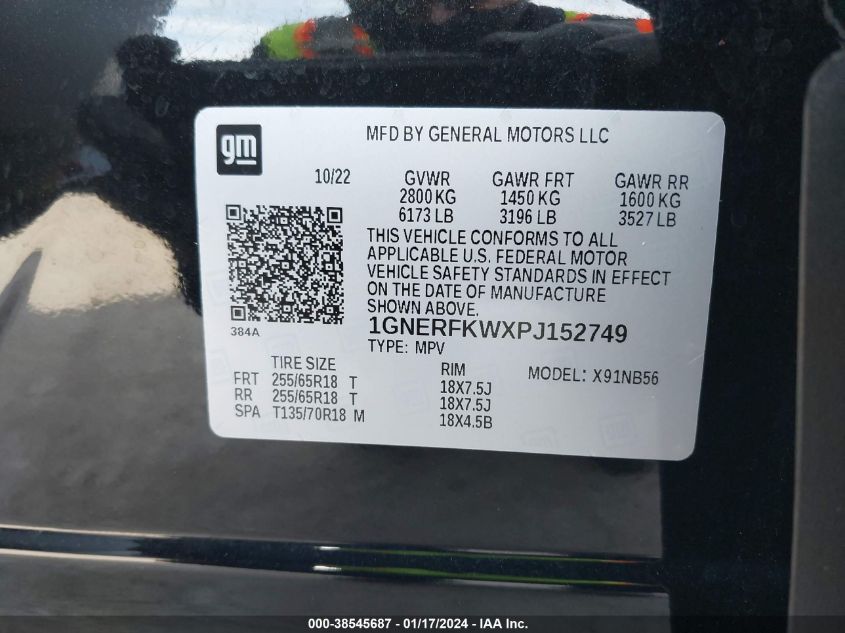 gm
MFD BY GENERAL MOTORS LLC
10/22 GVWR GAWR FRT GAWR RR
2800 KG 1450 KG 1600 KG
6173 LB 3196 LB 3527 LB
THIS VEHICLE CONFORMS TO ALL
APPLICABLE U.S. FEDERAL MOTOR
VEHICLE SAFETY STANDARDS IN EFFECT
ON THE DATE OF MANUFACTURE
SHOWN ABOVE.
384A
1GNERFKWXPJ152749
TYPE: MPV
TIRE SIZE RIM MODEL: X91NB56
FRT 255/65R18 T 18X7.5J
RR 255/65R18 T 18X7.5J
SPA T135/70R18 M 18X4.5B
000-38545687 - 01/17/2024 - IAA Inc.